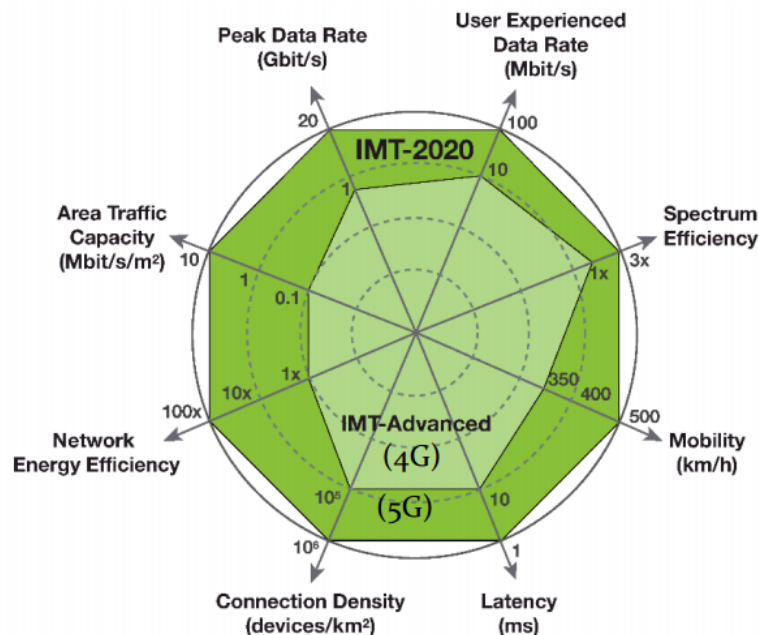 Peak Data Rate
(Gbit/s)
User Experienced
Data Rate
(Mbit/s)
20
100
IMT-2020
1
10
Area Traffic
Capacity
(Mbit/s/m²)
Spectrum
Efficiency
10
1
0.1
1x
3x
1x
10x
100x
350
400
500
Network
Energy Efficiency
Mobility
(km/h)
IMT-Advanced
(4G)
10⁵
(5G)
10
10⁶
1
Connection Density
(devices/km²)
Latency
(ms)